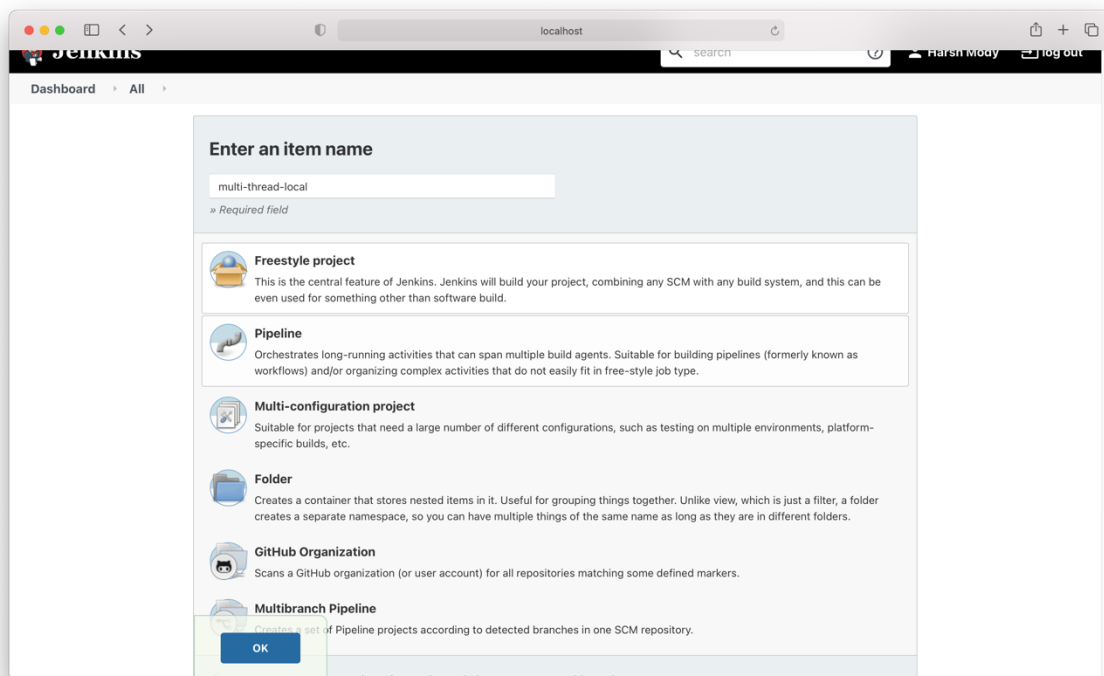 localhost
Jenkins
search
Harsh Mody
log out
Dashboard
All
Enter an item name
multi-thread-local
» Required field
Freestyle project
This is the central feature of Jenkins. Jenkins will build your project, combining any SCM with any build system, and this can be
even used for something other than software build.
Pipeline
Orchestrates long-running activities that can span multiple build agents. Suitable for building pipelines (formerly known as
workflows) and/or organizing complex activities that do not easily fit in free-style job type.
Multi-configuration project
Suitable for projects that need a large number of different configurations, such as testing on multiple environments, platform-
specific builds, etc.
Folder
Creates a container that stores nested items in it. Useful for grouping things together. Unlike view, which is just a filter, a folder
creates a separate namespace, so you can have multiple things of the same name as long as they are in different folders.
GitHub Organization
Scans a GitHub organization (or user account) for all repositories matching some defined markers.
Multibranch Pipeline
Creates a set of Pipeline projects according to detected branches in one SCM repository.
OK